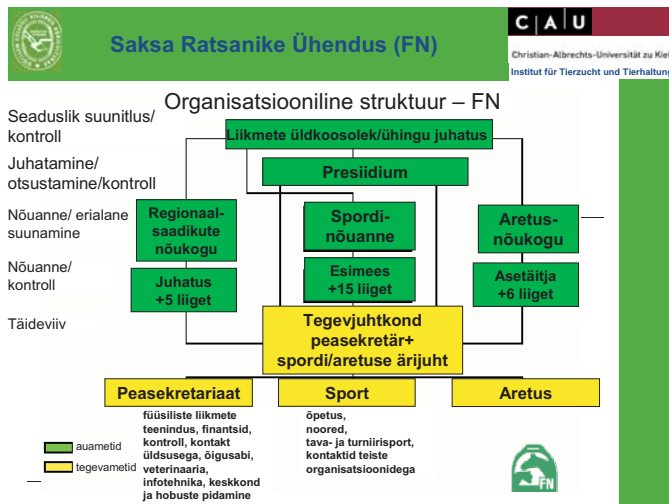 Saksa Ratsanike Ühendus (FN)
C | A | U
Christian-Albrechts-Universität zu Kiel
Institut für Tierzucht und Tierhaltung
Organisatsiooniline struktuur – FN
Seaduslik suunitlus/
kontroll
Liikmete üldkoosolek/ühingu juhatus
Juhatamine/
otsustamine/kontroll
Presiidium
Nõuanne/ erialane
suunamine
Regionaal-
saadikute
nõukogu
Spordi-
nõuanne
Aretus-
nõukogu
Nõuanne/
kontroll
Juhatus
+5 liiget
Esimees
+15 liiget
Asetäitja
+6 liiget
Täideviiv
Tegevjuhtkond
peasekretär+
spordi/aretuse ärijuht
Peasekretariaat
Sport
Aretus
füüsiliste liikmete
teenindus, finantsid,
kontroll, kontakt
üldsusega, õigusabi,
veterinaaria,
infotehnika, keskkond
ja hobuste pidamine
õpetus,
noored,
tava- ja turniirisport,
kontaktid teiste
organisatsioonidega
auametid
tegevametid
FN